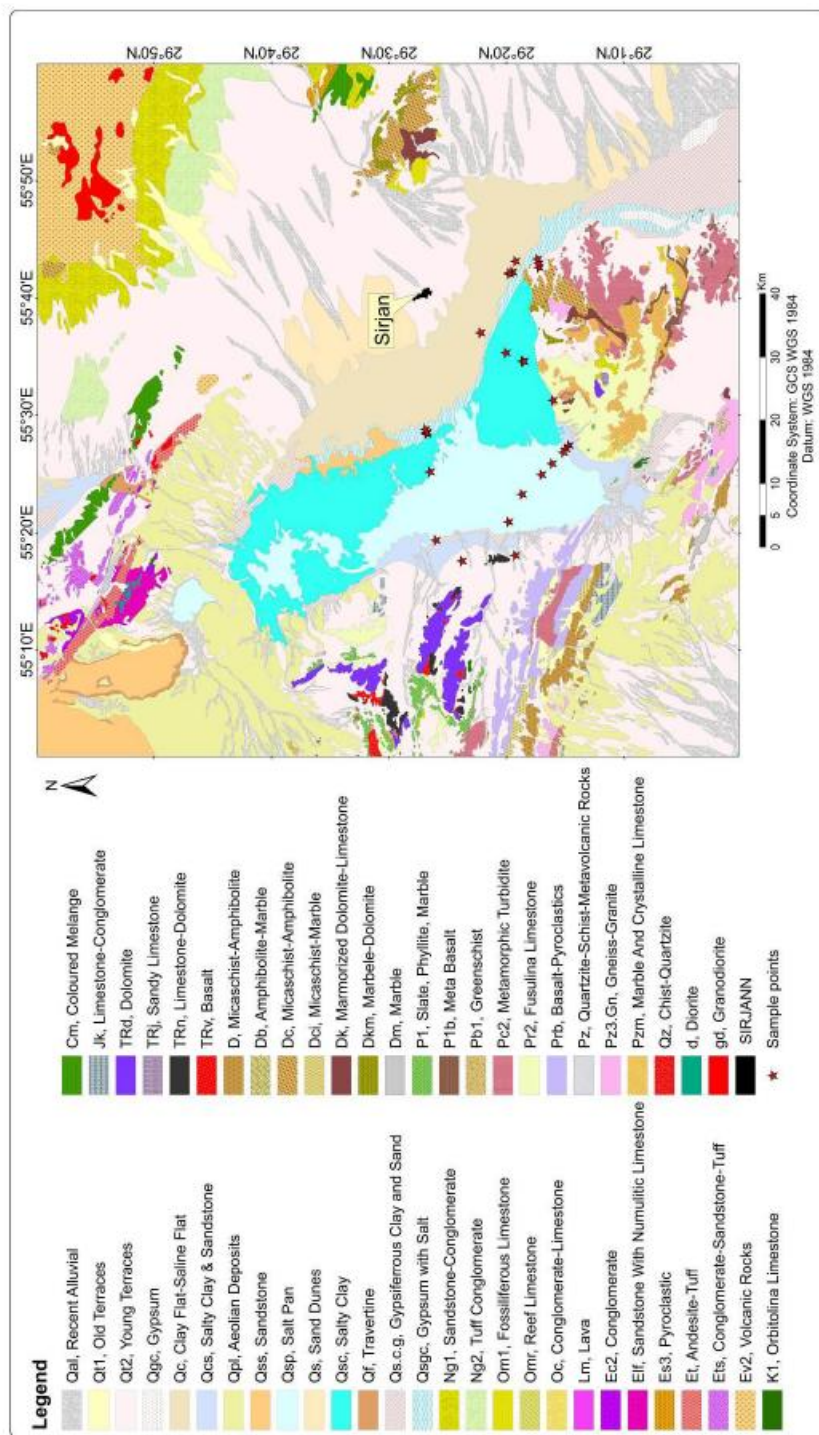 Legend
Qal, Recent Alluvial
Qt1, Old Terraces
Qt2, Young Terraces
Qgc, Gypsum
Qc, Clay Flat-Saline Flat
Qcs, Salty Clay & Sandstone
Qpl, Aeolian Deposits
Qss, Sandstone
Qsp, Salt Pan
Qs, Sand Dunes
Qsc, Salty Clay
Qf, Travertine
Qs.c.g, Gypsiferrous Clay and Sand
Qsgc, Gypsum with Salt
Ng1, Sandstone-Conglomerate
Ng2, Tuff Conglomerate
Om1, Fossiliferous Limestone
Omr, Reef Limestone
Oc, Conglomerate-Limestone
Lm, Lava
Ec2, Conglomerate
Elf, Sandstone With Numulitic Limestone
Es3, Pyroclastic
Et, Andesite-Tuff
Ets, Conglomerate-Sandstone-Tuff
Ev2, Volcanic Rocks
K1, Orbitolina Limestone
Cm, Coloured Melange
Jk, Limestone-Conglomerate
TRd, Dolomite
TRj, Sandy Limestone
TRn, Limestone-Dolomite
TRv, Basalt
D, Micaschist-Amphibolite
Db, Amphibolite-Marble
Dc, Micaschist-Amphibolite
Dci, Micaschist-Marble
Dk, Marmorized Dolomite-Limestone
Dkm, Marbele-Dolomite
Dm, Marble
P1, Slate, Phyllite, Marble
P1b, Meta Basalt
Pb1, Greenschist
Pc2, Metamorphic Turbidite
Pr2, Fusulina Limestone
Prb, Basalt-Pyroclastics
Pz, Quartzite-Schist-Metavolcanic Rocks
Pz3.Gn, Gneiss-Granite
Pzm, Marble And Crystalline Limestone
Qz, Chist-Quartzite
d, Diorite
gd, Granodiorite
SIRJANN
Sample points
N
55°10'E
55°20'E
55°30'E
55°40'E
55°50'E
29°50'N
29°40'N
29°30'N
29°20'N
29°10'N
Sirjan
0 5 10 20 30 40
Km
Coordinate System: GCS WGS 1984
Datum: WGS 1984